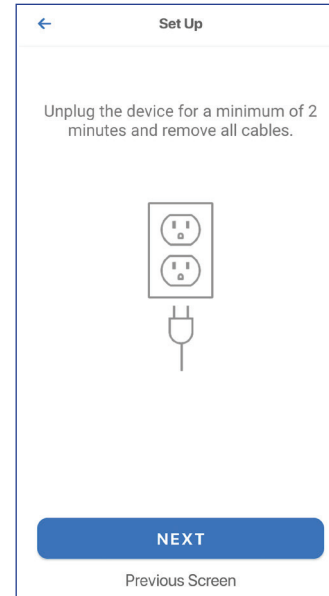 Set Up
Unplug the device for a minimum of 2
minutes and remove all cables.
NEXT
Previous Screen